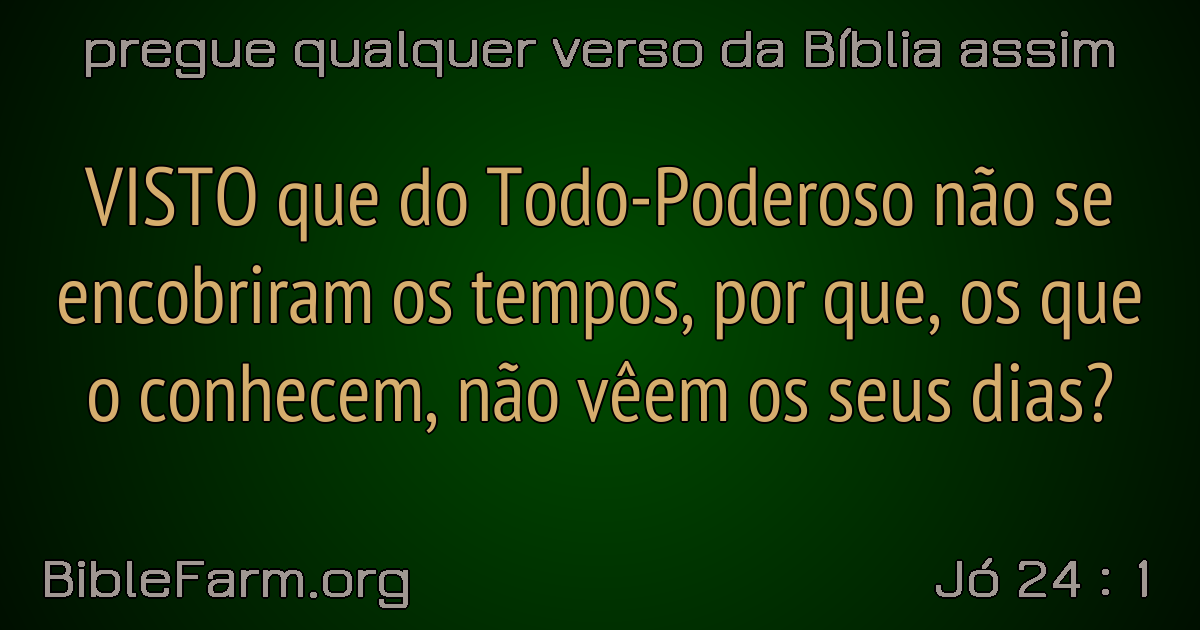 pregue qualquer verso da Bíblia assim
VISTO que do Todo-Poderoso não se
encobriram os tempos, por que, os que
o conhecem, não vêem os seus dias?
BibleFarm.org
Jó 24 : 1